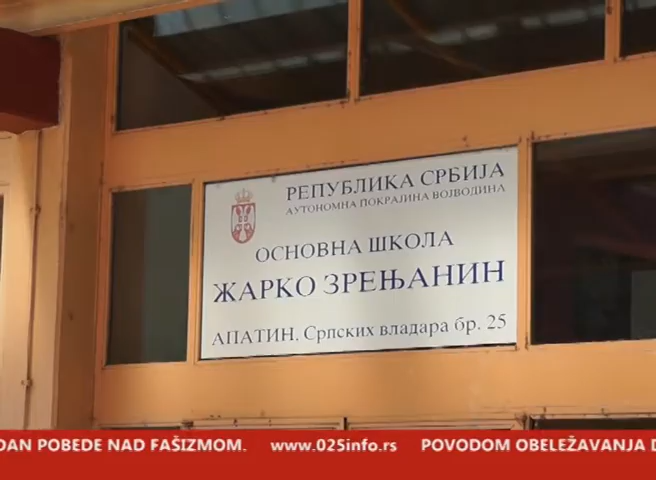 РЕПУБЛИКА СРБИЈА
АУТОНОМНА ПОКРАЈИНА ВОЈВОДИНА
ОСНОВНА ШКОЛА
ЖАРКО ЗРЕЊАНИН
АПАТИН, Српских владара бр. 25
DAN POBEDE NAD FAŠIZMOM. www.025info.rs POVODOM OBELEŽAVANJA